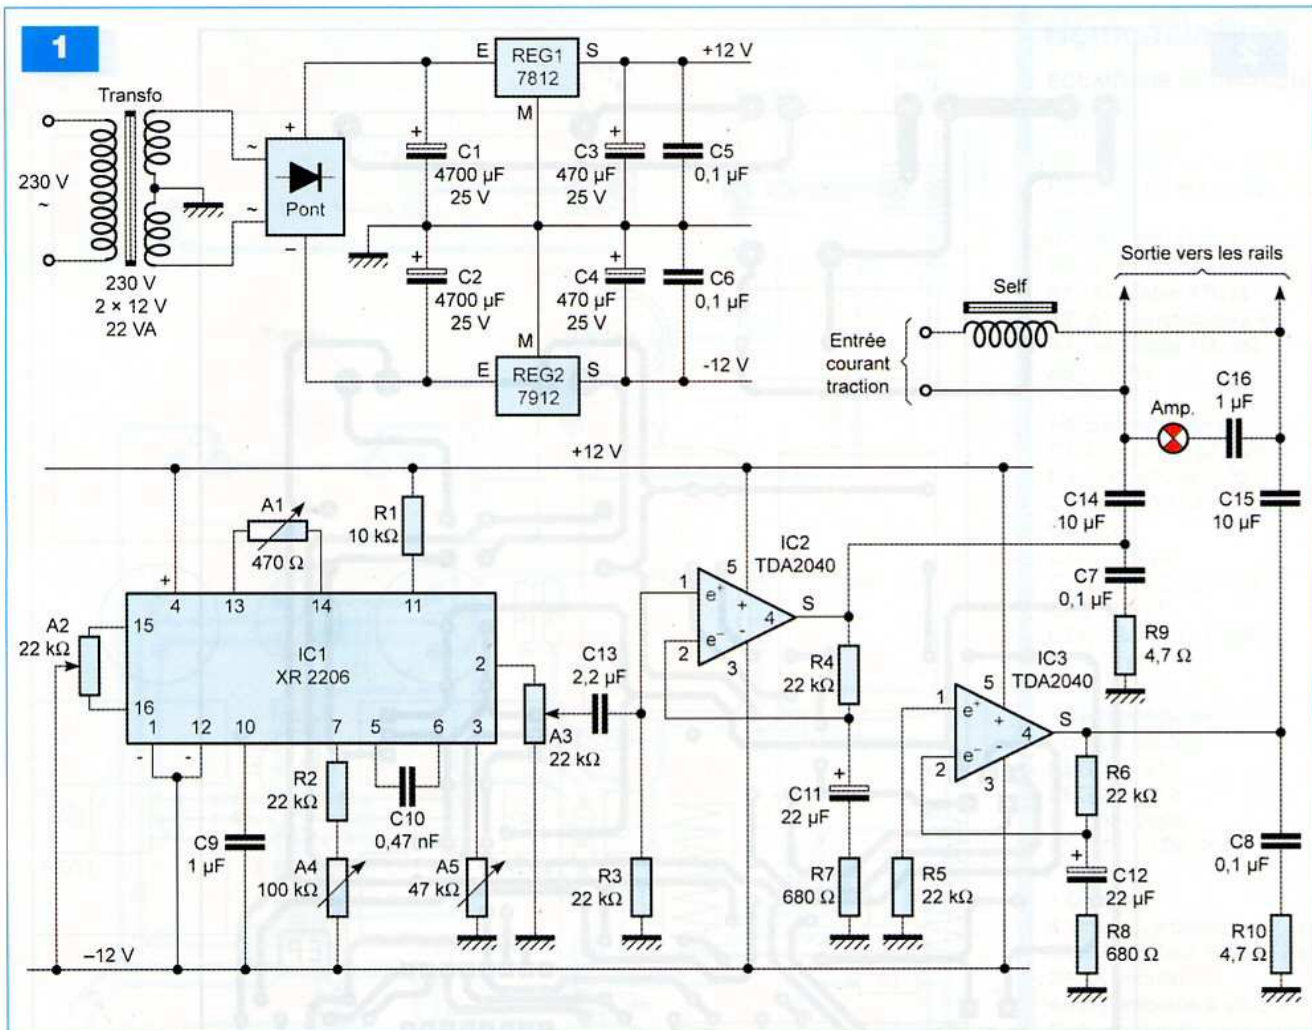 1
Transfo
230 V
~
230 V
2 × 12 V
22 VA
~
~
+
Pont
–
E
REG1
7812
S
M
+12 V
+
C1
4700 µF
25 V
+
C3
470 µF
25 V
C5
0,1 µF
+
C2
4700 µF
25 V
+
C4
470 µF
25 V
C6
0,1 µF
M
E
REG2
7912
S
-12 V
Sortie vers les rails
Self
Entrée
courant
traction
Amp.
C16
1 µF
C14
10 µF
C15
10 µF
C7
0,1 µF
R9
4,7 Ω
+12 V
A1
470 Ω
R1
10 kΩ
+
4
13
14
11
A2
22 kΩ
15
16
IC1
XR 2206
2
1
12
10
7
5
6
3
-
-
C9
1 µF
R2
22 kΩ
A4
100 kΩ
C10
0,47 nF
A5
47 kΩ
A3
22 kΩ
C13
2,2 µF
R3
22 kΩ
IC2
TDA2040
1
e+
5
+
4
S
2
e–
-
3
R4
22 kΩ
+
C11
22 µF
R7
680 Ω
R5
22 kΩ
IC3
TDA2040
1
e+
5
+
4
S
2
e–
-
3
R6
22 kΩ
+
C12
22 µF
R8
680 Ω
C8
0,1 µF
R10
4,7 Ω
–12 V